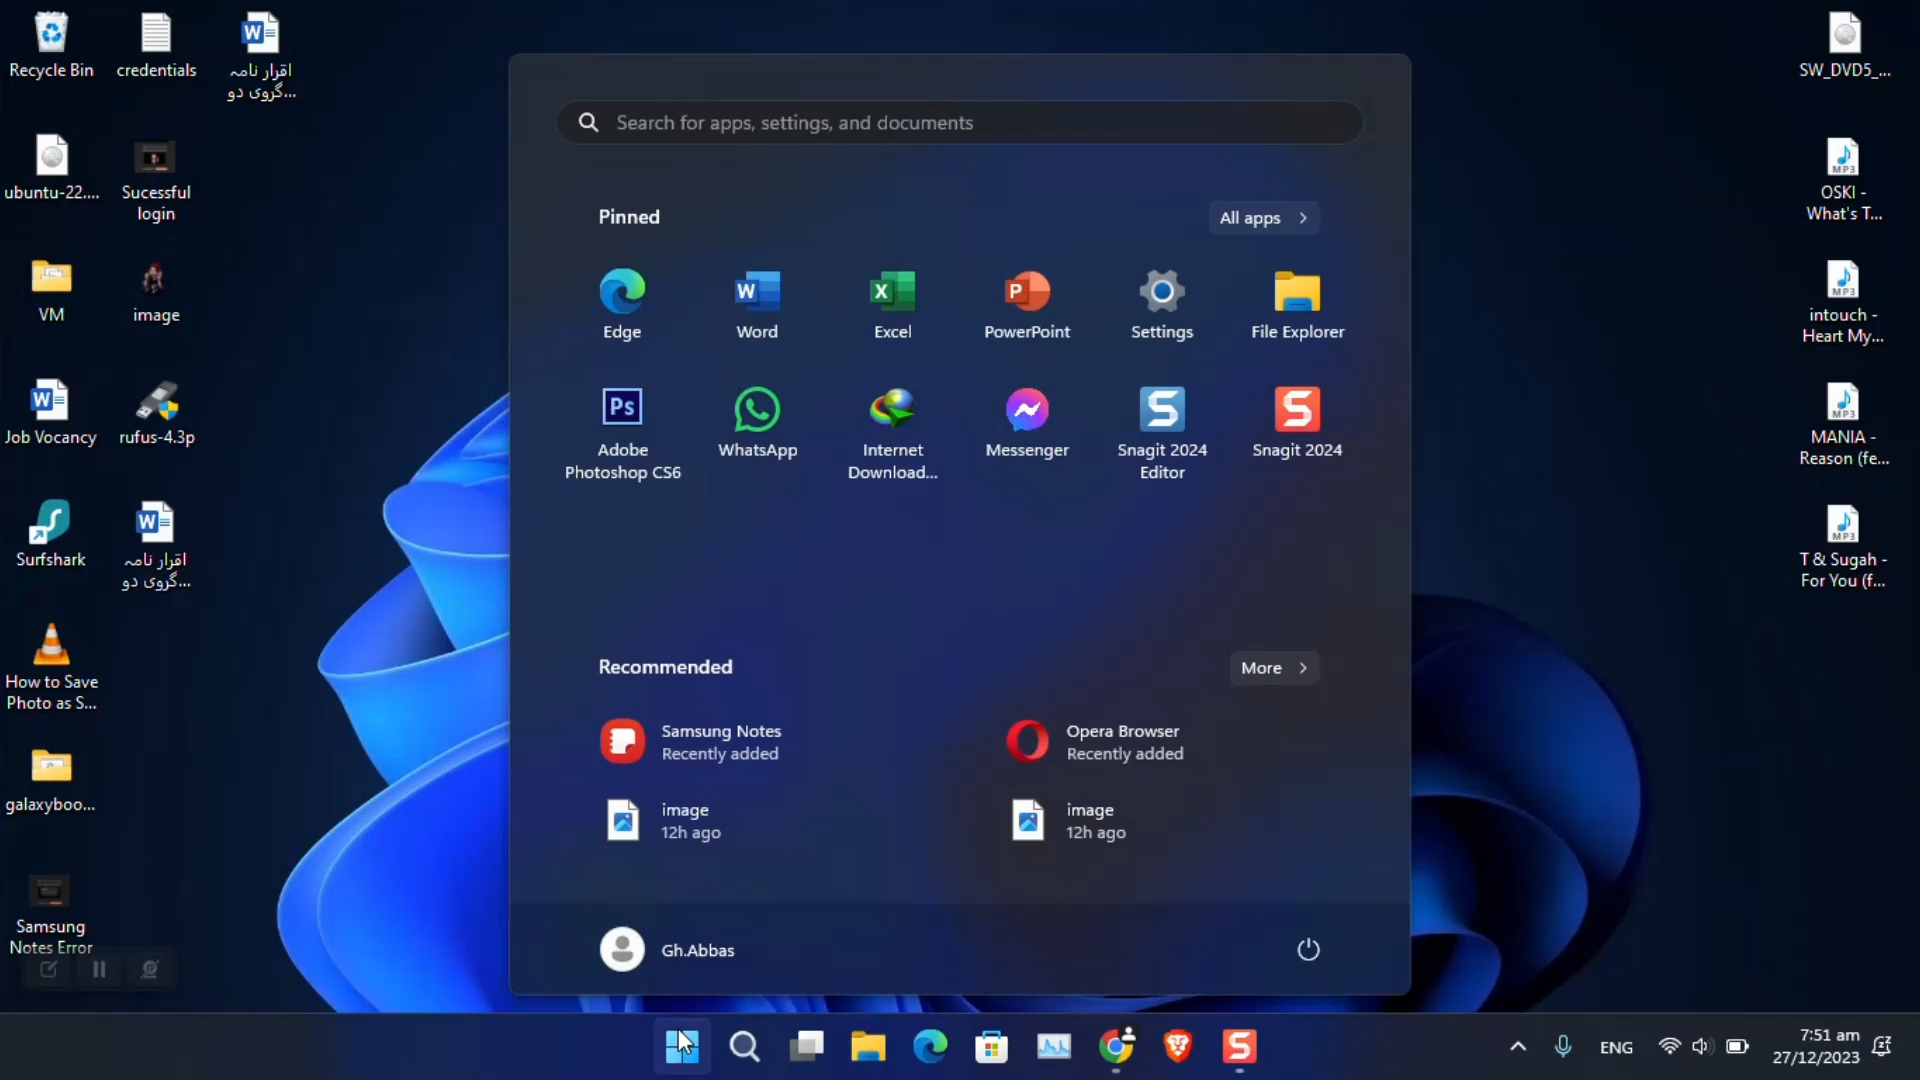 Recycle Bin
credentials
اقرار نامه
گروی دو...
ubuntu-22....
Sucessful
login
VM
image
Job Vocancy
rufus-4.3p
Surfshark
اقرار نامه
گروی دو...
How to Save
Photo as S...
galaxyboo...
Samsung
Notes Error
Search for apps, settings, and documents
Pinned
All apps
Edge
Word
Excel
PowerPoint
Settings
File Explorer
Adobe
Photoshop CS6
WhatsApp
Internet
Download...
Messenger
Snagit 2024
Editor
Snagit 2024
Recommended
More
Samsung Notes
Recently added
Opera Browser
Recently added
image
12h ago
image
12h ago
Gh.Abbas
SW_DVD5_...
OSKI -
What's T...
intouch -
Heart My...
MANIA -
Reason (fe...
T & Sugah -
For You (f...
ENG
7:51 am
27/12/2023